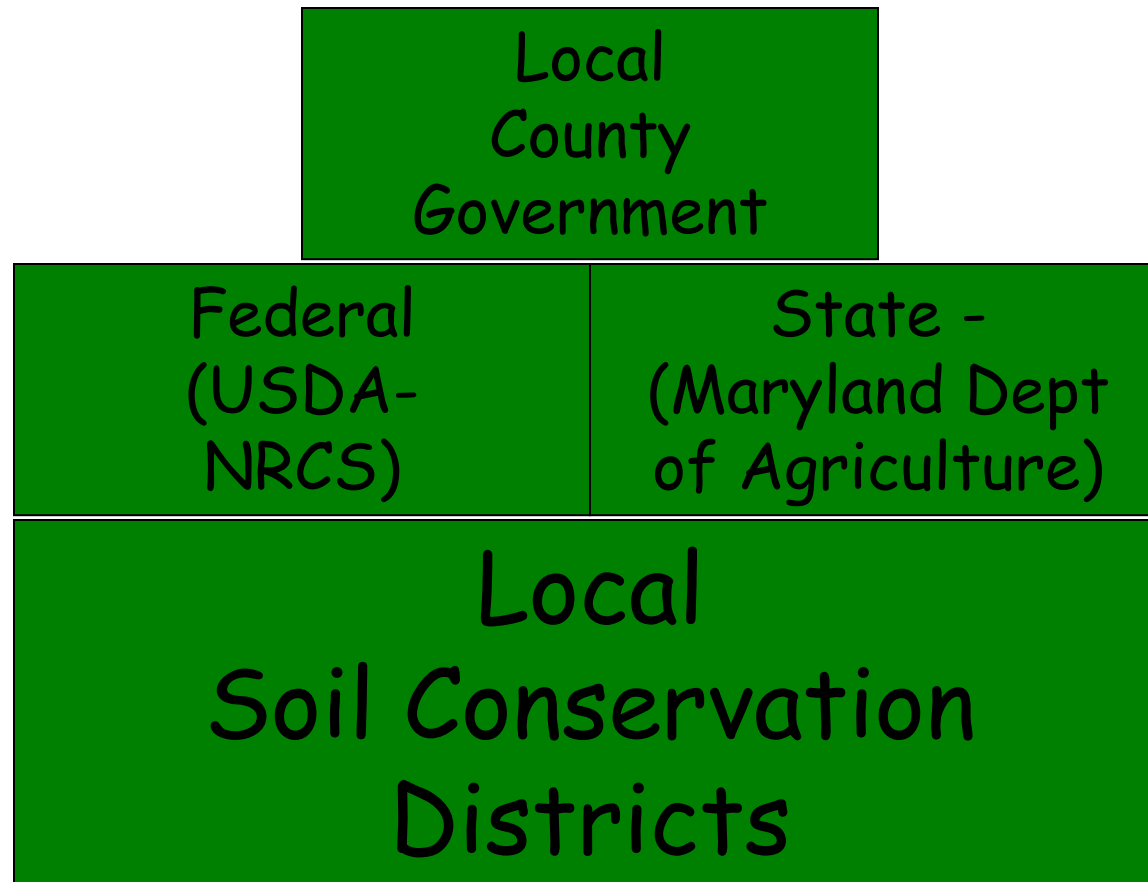 Local
County
Government
Federal
(USDA-
NRCS)
State -
(Maryland Dept
of Agriculture)
Local
Soil Conservation
Districts